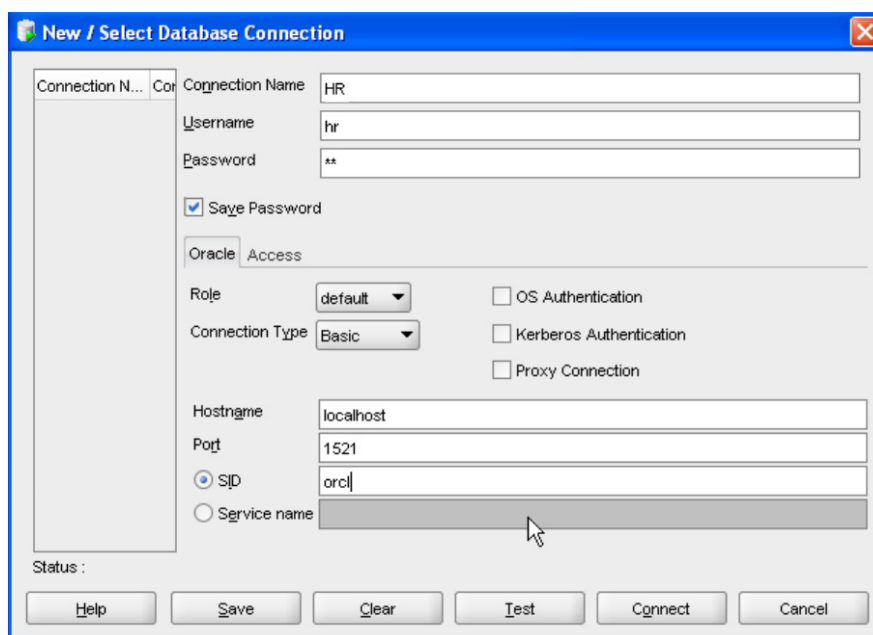 New / Select Database Connection
Connection N... Con
Connection Name HR
Username hr
Password **
Save Password
Oracle Access
Role default OS Authentication
Connection Type Basic Kerberos Authentication
Proxy Connection
Hostname localhost
Port 1521
SID orcl
Service name
Status :
Help Save Clear Test Connect Cancel